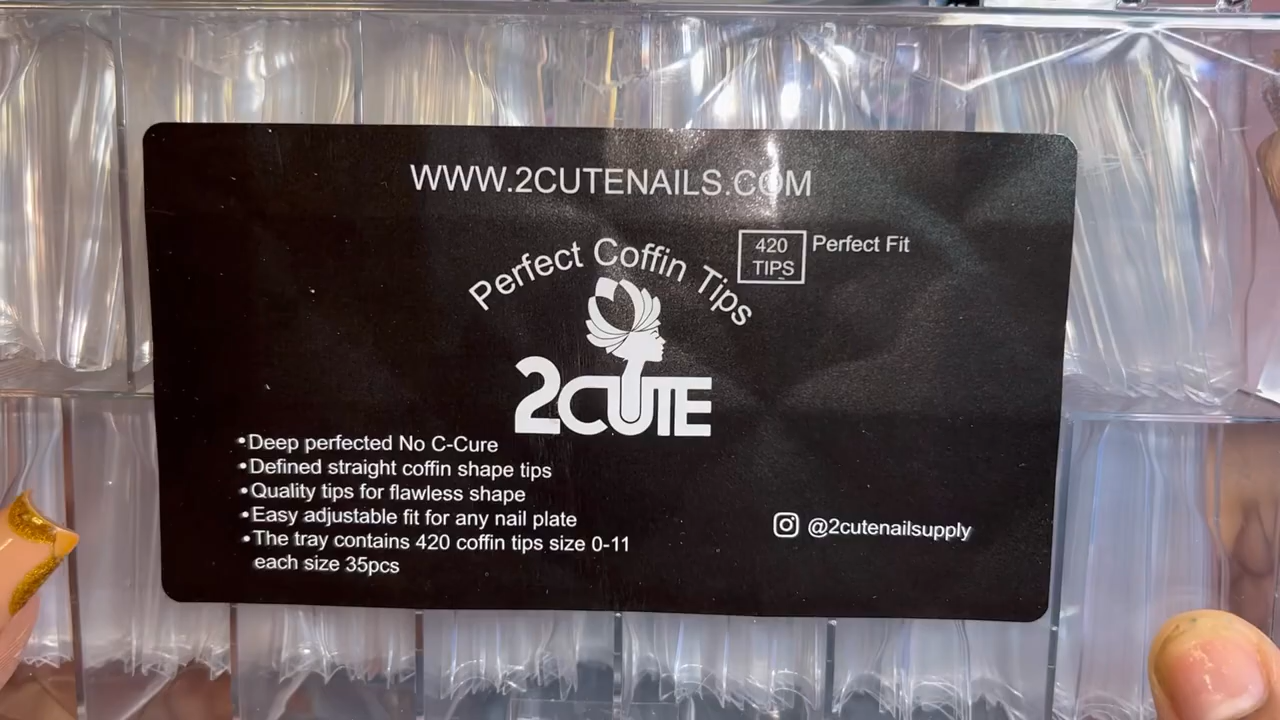 WWW.2CUTENAILS.COM
Perfect Coffin Tips
420
TIPS
Perfect Fit
2CUTE
•Deep perfected No C-Cure
•Defined straight coffin shape tips
•Quality tips for flawless shape
•Easy adjustable fit for any nail plate
•The tray contains 420 coffin tips size 0-11
each size 35pcs
@2cutenailsupply